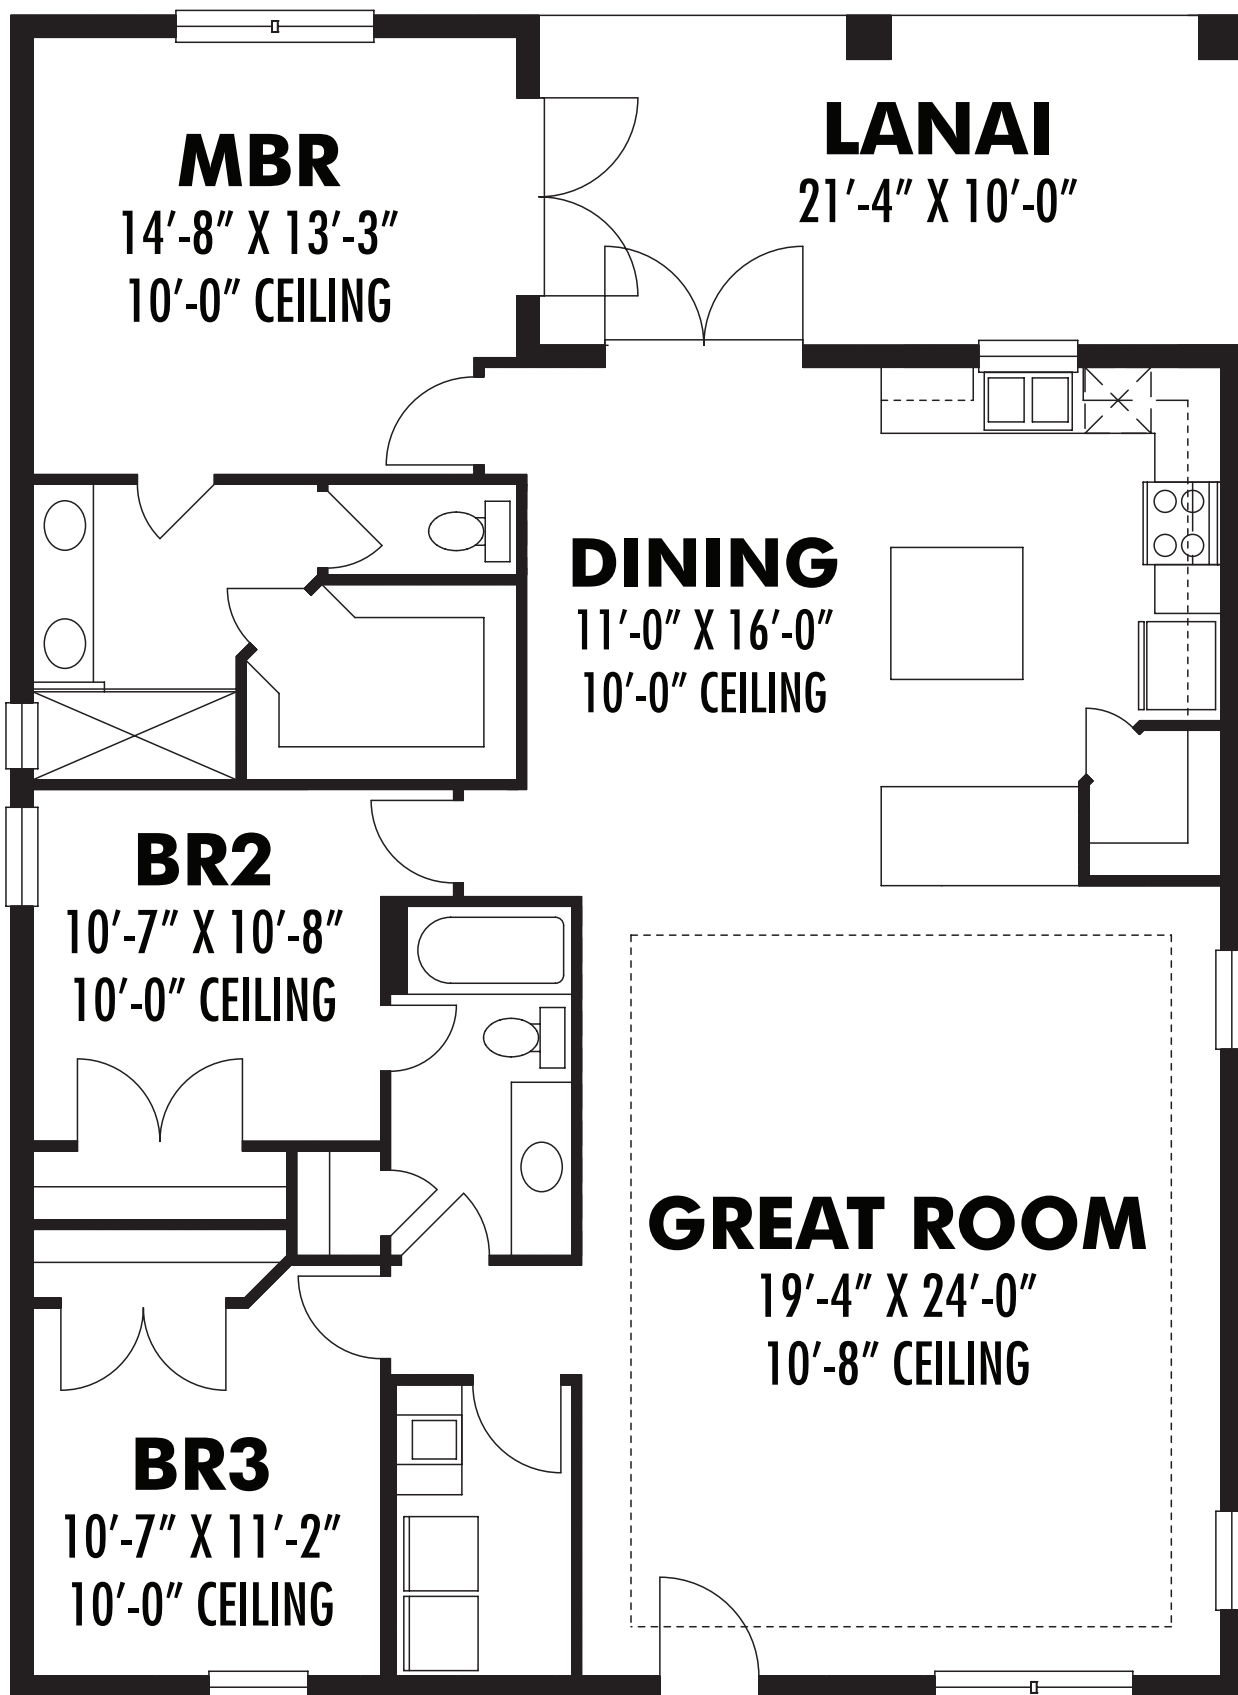 MBR
14'-8" X 13'-3"
10'-0" CEILING
LANAI
21'-4" X 10'-0"
DINING
11'-0" X 16'-0"
10'-0" CEILING
BR2
10'-7" X 10'-8"
10'-0" CEILING
GREAT ROOM
19'-4" X 24'-0"
10'-8" CEILING
BR3
10'-7" X 11'-2"
10'-0" CEILING